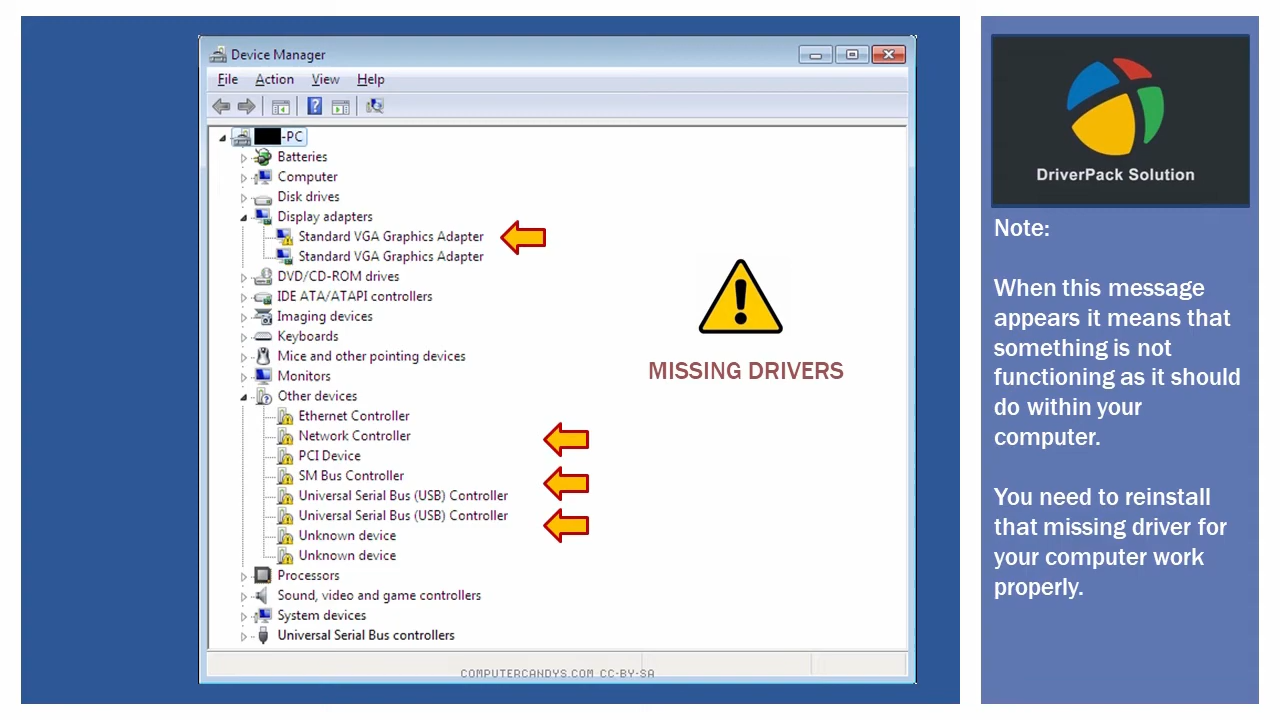 Device Manager
File Action View Help
-PC
Batteries
Computer
Disk drives
Display adapters
Standard VGA Graphics Adapter
Standard VGA Graphics Adapter
DVD/CD-ROM drives
IDE ATA/ATAPI controllers
Imaging devices
Keyboards
Mice and other pointing devices
Monitors
Other devices
Ethernet Controller
Network Controller
PCI Device
SM Bus Controller
Universal Serial Bus (USB) Controller
Universal Serial Bus (USB) Controller
Unknown device
Unknown device
Processors
Sound, video and game controllers
System devices
Universal Serial Bus controllers
COMPUTERCANDYS.COM CC-BY-SA
MISSING DRIVERS
DriverPack Solution
Note:
When this message
appears it means that
something is not
functioning as it should
do within your
computer.
You need to reinstall
that missing driver for
your computer work
properly.